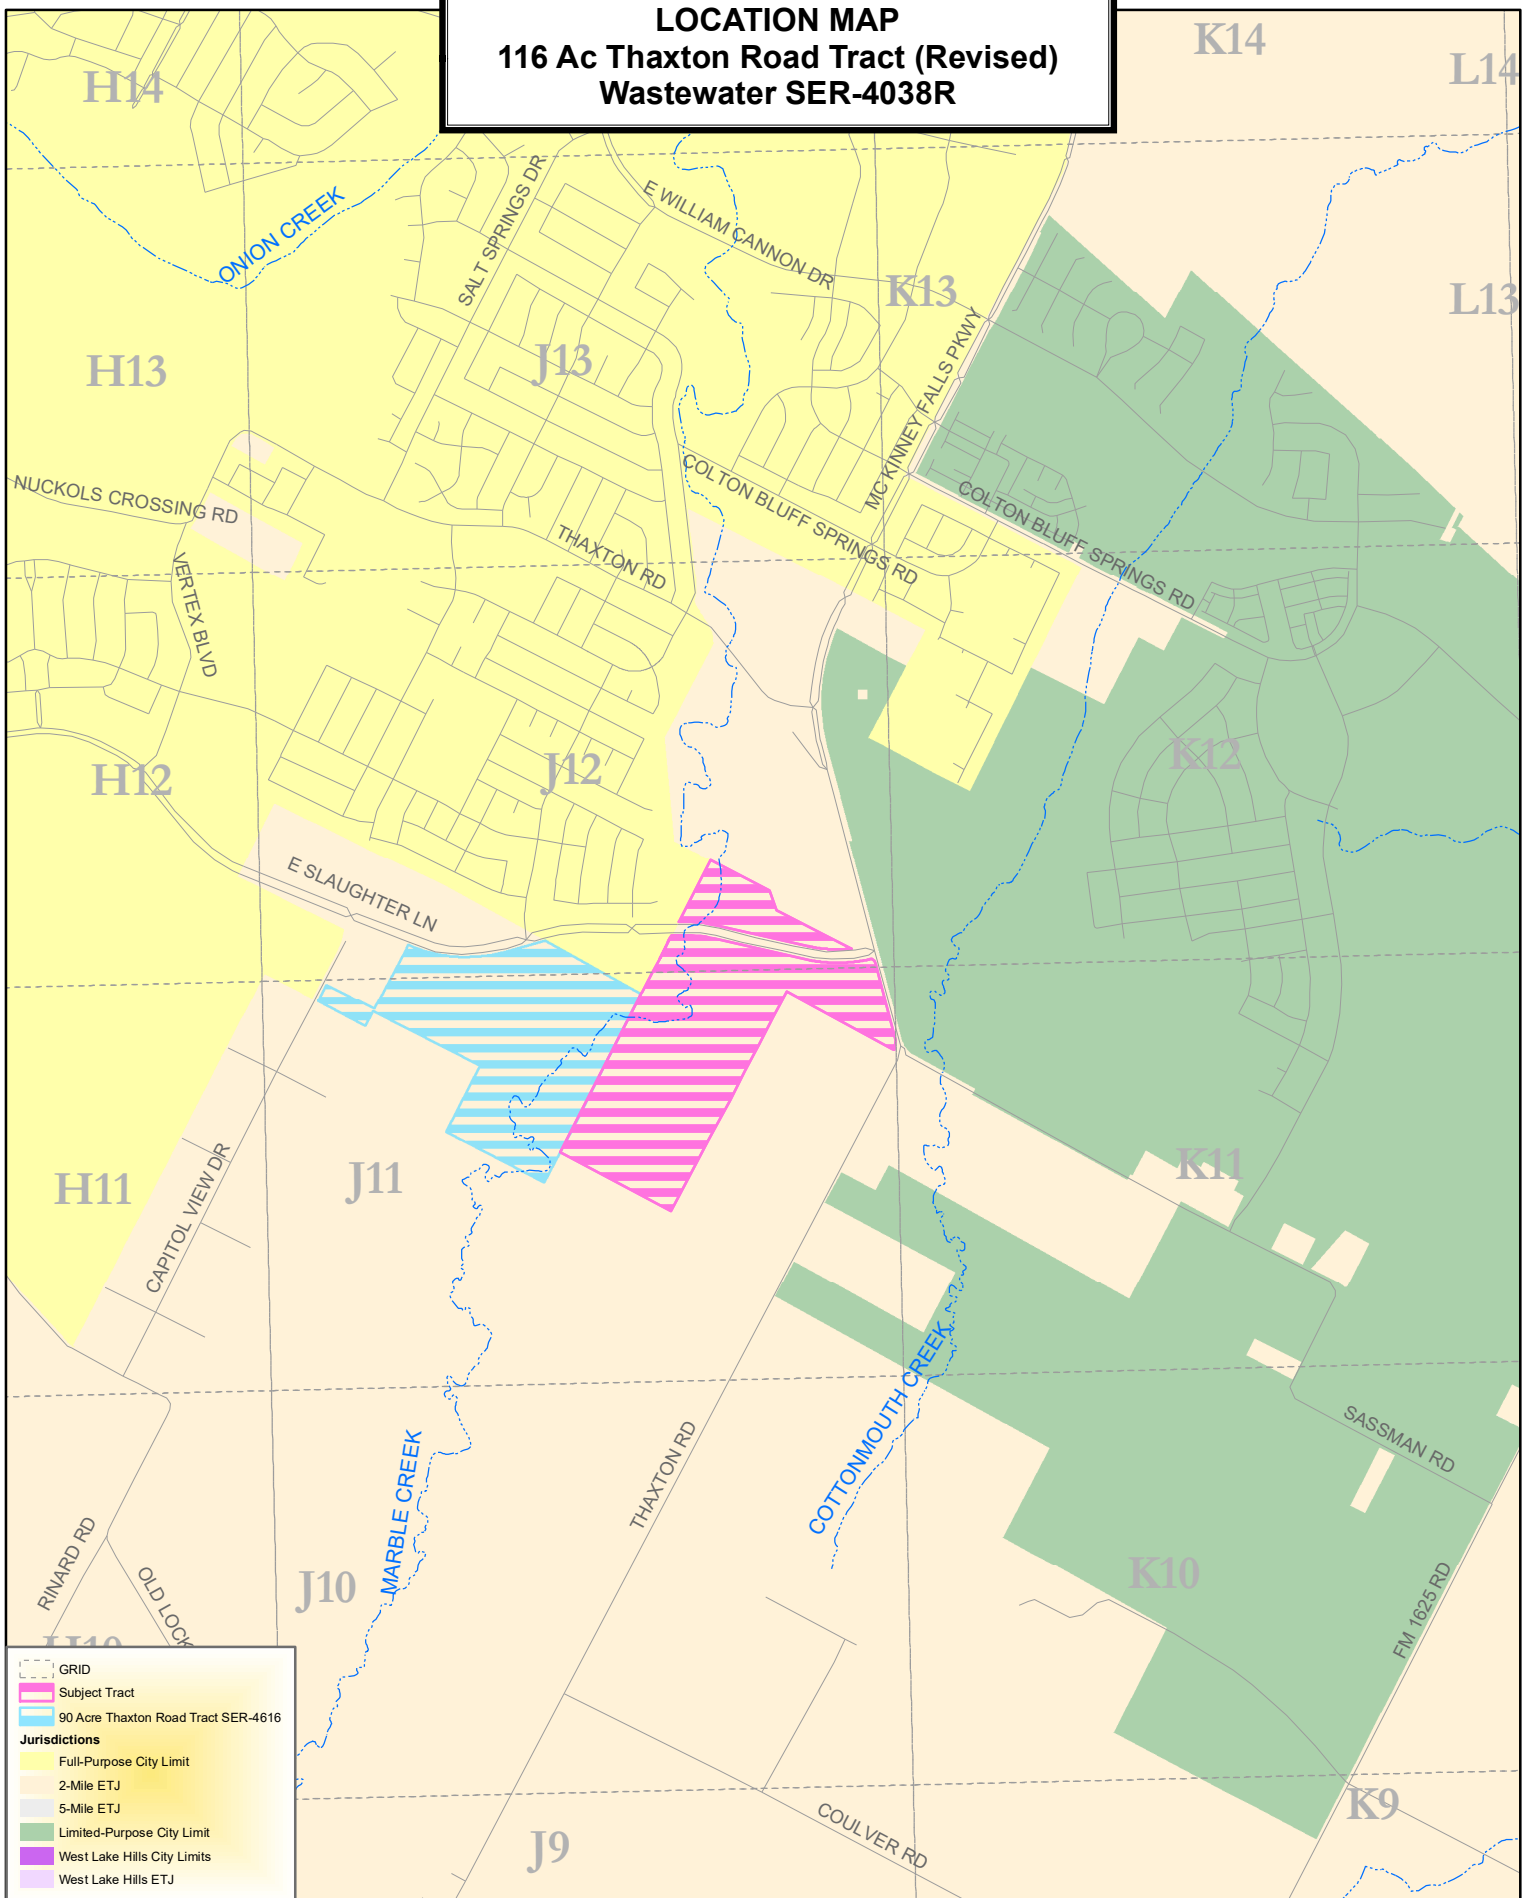 LOCATION MAP
116 Ac Thaxton Road Tract (Revised)
Wastewater SER-4038R
K14
L14
H14
SALT SPRINGS DR
E WILLIAM CANNON DR
ONION CREEK
K13
L13
J13
H13
MC KINNEY FALLS PKWY
NUCKOLS CROSSING RD
COLTON BLUFF SPRINGS RD
COLTON BLUFF SPRINGS RD
THAXTON RD
VERTEX BLVD
K12
J12
H12
E SLAUGHTER LN
K11
J11
H11
CAPITOL VIEW DR
COTTONMOUTH CREEK
SASSMAN RD
MARBLE CREEK
THAXTON RD
RINARD RD
OLD LOCK
J10
K10
FM 1625 RD
H10
GRID
Subject Tract
90 Acre Thaxton Road Tract SER-4616
Jurisdictions
Full-Purpose City Limit
2-Mile ETJ
5-Mile ETJ
Limited-Purpose City Limit
West Lake Hills City Limits
West Lake Hills ETJ
K9
COULVER RD
J9